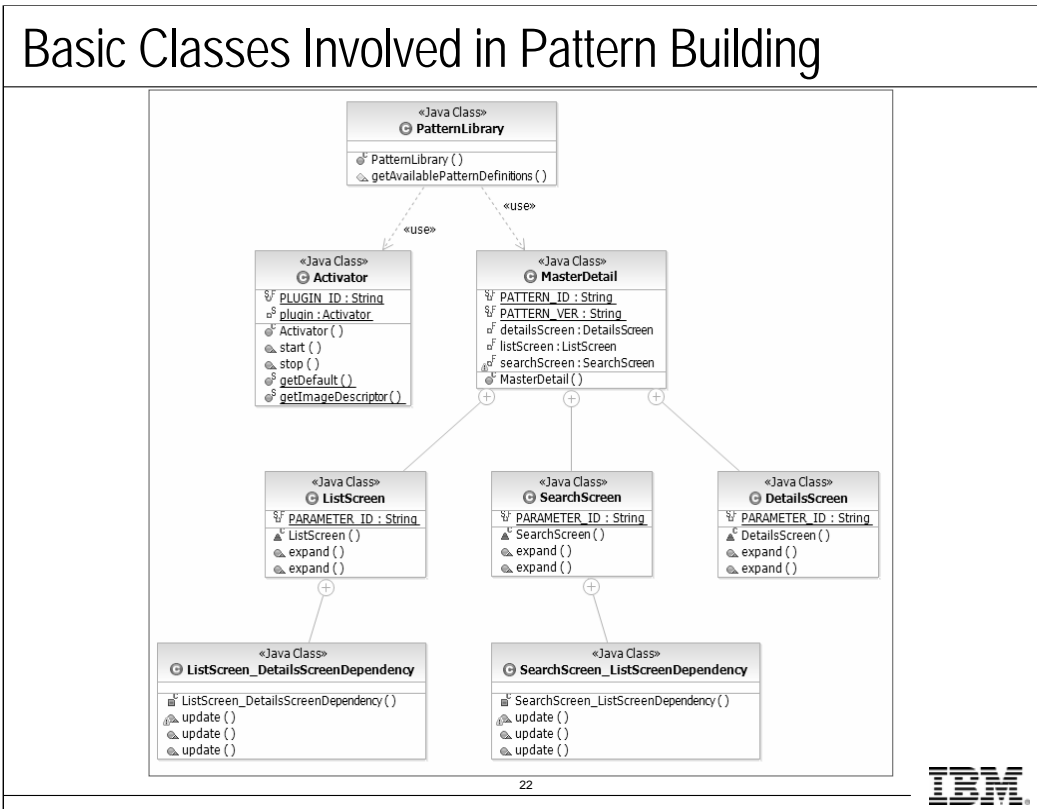 Basic Classes Involved in Pattern Building
«Java Class»
PatternLibrary
PatternLibrary ( )
getAvailablePatternDefinitions ( )
«use»
«use»
«Java Class»
Activator
PLUGIN_ID : String
plugin : Activator
Activator ( )
start ( )
stop ( )
getDefault ( )
getImageDescriptor ( )
«Java Class»
MasterDetail
PATTERN_ID : String
PATTERN_VER : String
detailsScreen : DetailsScreen
listScreen : ListScreen
searchScreen : SearchScreen
MasterDetail ( )
«Java Class»
ListScreen
PARAMETER_ID : String
ListScreen ( )
expand ( )
expand ( )
«Java Class»
SearchScreen
PARAMETER_ID : String
SearchScreen ( )
expand ( )
expand ( )
«Java Class»
DetailsScreen
PARAMETER_ID : String
DetailsScreen ( )
expand ( )
expand ( )
«Java Class»
ListScreen_DetailsScreenDependency
ListScreen_DetailsScreenDependency ( )
update ( )
update ( )
update ( )
«Java Class»
SearchScreen_ListScreenDependency
SearchScreen_ListScreenDependency ( )
update ( )
update ( )
update ( )
22
IBM